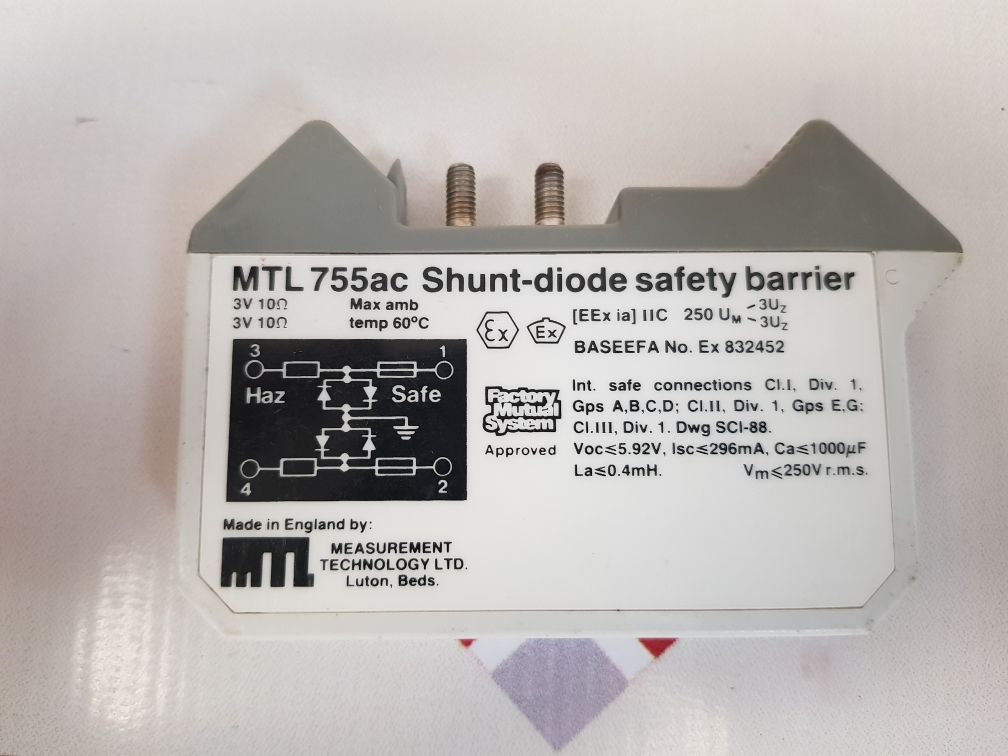 MTL 755ac Shunt-diode safety barrier
3V 10Ω
3V 10Ω
Max amb
temp 60°C
Ex
Ex
[EEx ia] IIC 250 UM 3UZ
3UZ
BASEEFA No. Ex 832452
3
1
Haz
Safe
4
2
Factory
Mutual
System
Approved
Int. safe connections Cl.I, Div. 1,
Gps A,B,C,D; Cl.II, Div. 1, Gps E,G;
Cl.III, Div. 1. Dwg SCI-88.
Voc≤5.92V, Isc≤296mA, Ca≤1000µF
La≤0.4mH. Vm≤250V r.m.s.
Made in England by:
MTL
MEASUREMENT
TECHNOLOGY LTD.
Luton, Beds.